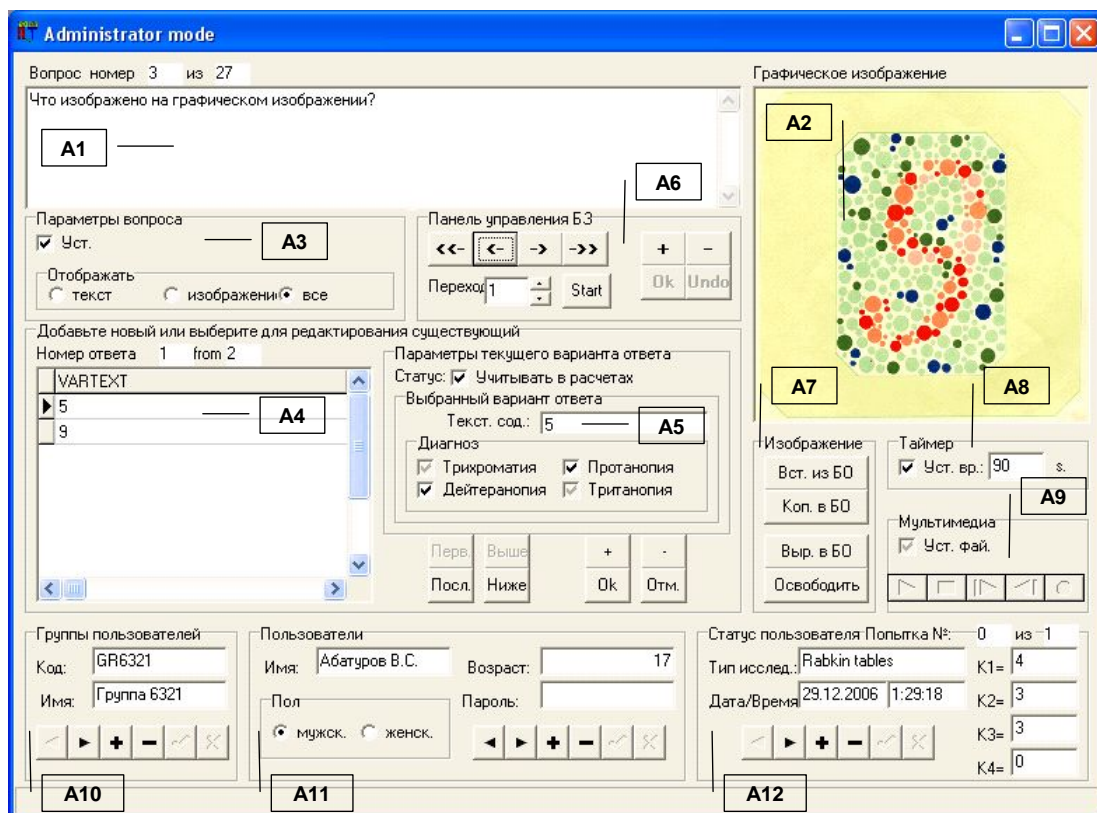 Administrator mode
Вопрос номер 3 из 27
Что изображено на графическом изображении?
A1
Графическое изображение
A2
A6
Параметры вопроса
Уст.
A3
Отображать
текст изображени все
Панель управления БЗ
<<- <- -> ->>
+ -
Переход 1 Start
Ok Undo
Добавьте новый или выберите для редактирования существующий
Номер ответа 1 from 2
VARTEXT
5
9
A4
Параметры текущего варианта ответа
Статус: Учитывать в расчетах
Выбранный вариант ответа
Текст. сод.: 5
A5
Диагноз
Трихроматия Протанопия
Дейтеранопия Тританопия
Перв. Выше + -
Посл. Ниже Ok Отм.
A7
A8
Изображение
Вст. из БО
Коп. в БО
Выр. в БО
Освободить
Таймер
Уст. вр.: 90 s.
A9
Мультимедиа
Уст. фай.
Группы пользователей
Код: GR6321
Имя: Группа 6321
A10
Пользователи
Имя: Абатуров В.С. Возраст: 17
Пол
мужск. женск.
Пароль:
A11
Статус пользователя Попытка №: 0 из 1
Тип исслед.: Rabkin tables K1= 4
Дата/Время 29.12.2006 1:29:18 K2= 3
K3= 3
K4= 0
A12